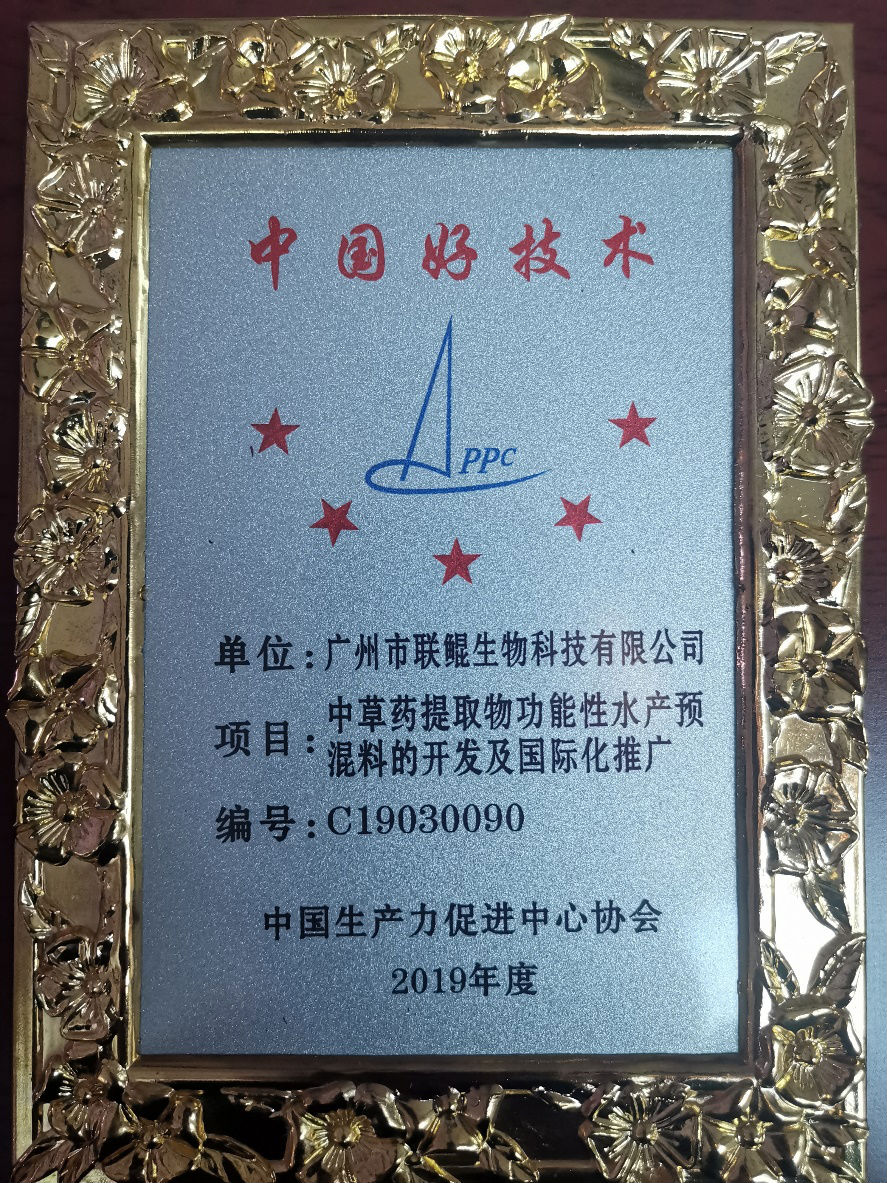 中国好技术
PPC
单位：广州市联鲲生物科技有限公司
项目：中草药提取物功能性水产预
混料的开发及国际化推广
编号：C19030090
中国生产力促进中心协会
2019年度